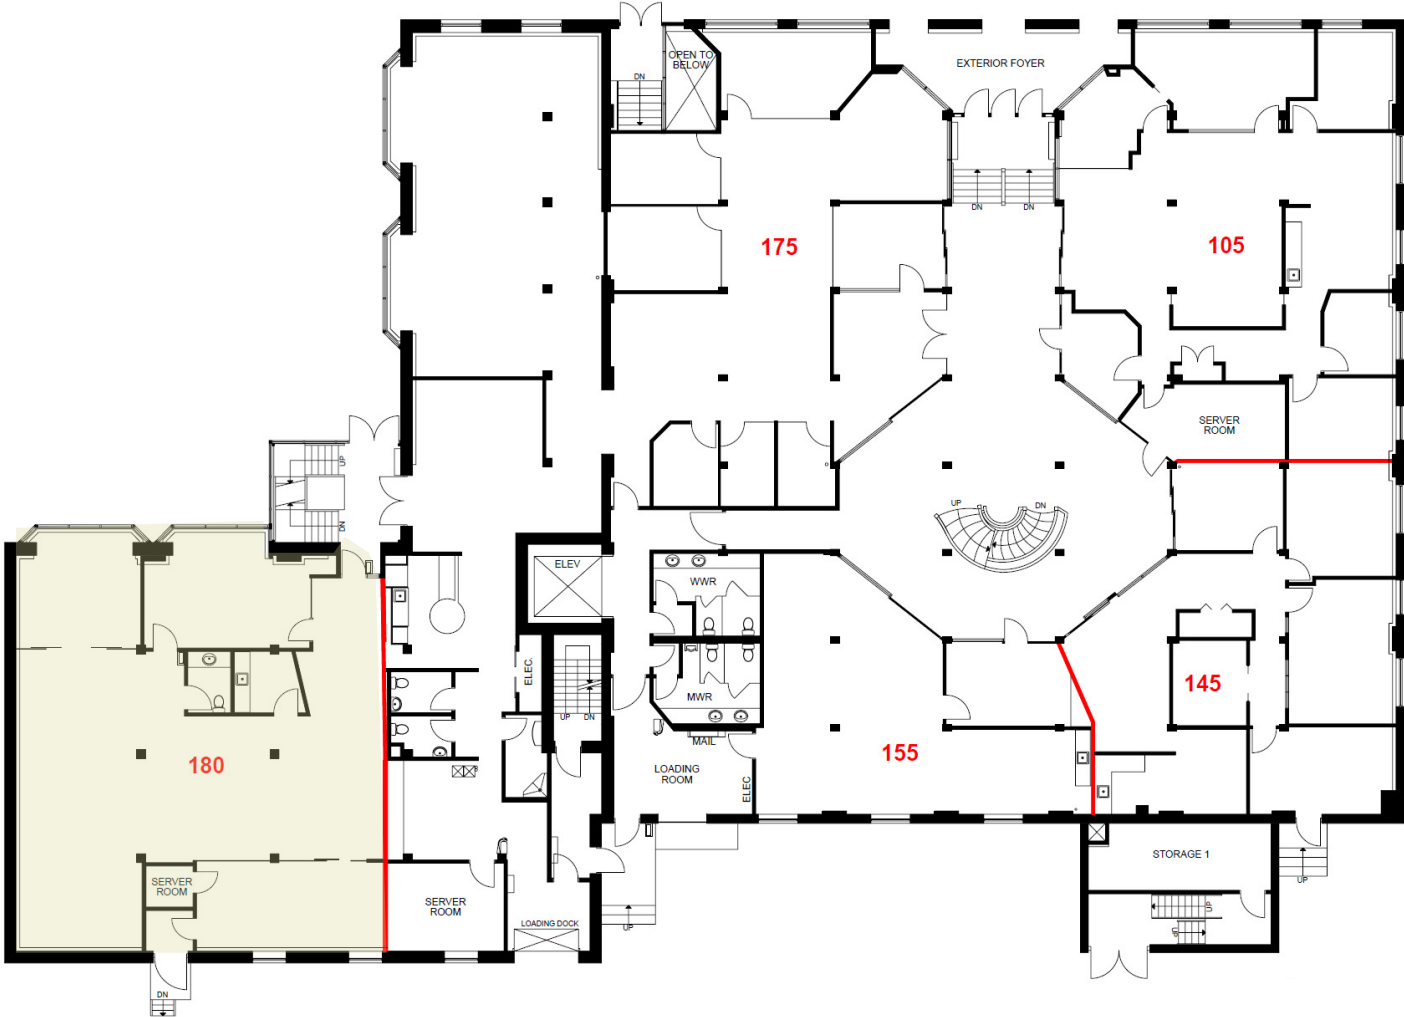 OPEN TO
BELOW
DN
EXTERIOR FOYER
DN
DN
175
105
SERVER
ROOM
UP
DN
UP
DN
ELEV
WWR
ELEC.
MWR
145
UP
DN
MAIL
155
180
LOADING
ROOM
ELEC
STORAGE 1
SERVER
ROOM
UP
SERVER
ROOM
UP
UP
LOADING DOCK
UP
DN